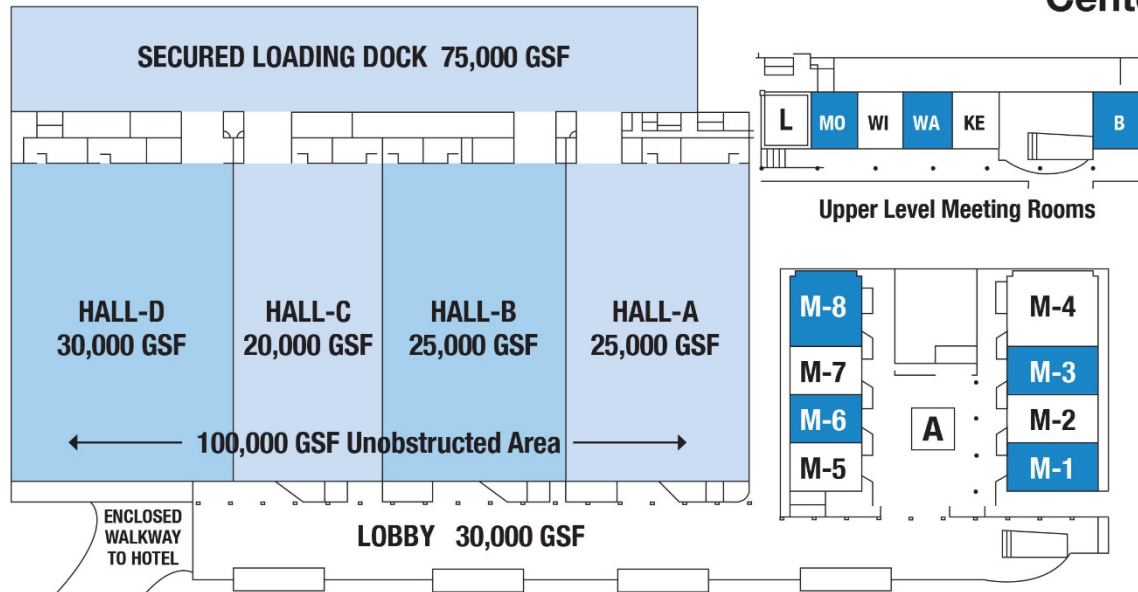 Cente
SECURED LOADING DOCK 75,000 GSF
L
MO
WI
WA
KE
B
Upper Level Meeting Rooms
HALL-D
30,000 GSF
HALL-C
20,000 GSF
HALL-B
25,000 GSF
HALL-A
25,000 GSF
100,000 GSF Unobstructed Area
M-8
M-7
M-6
M-5
A
M-4
M-3
M-2
M-1
ENCLOSED
WALKWAY
TO HOTEL
LOBBY 30,000 GSF